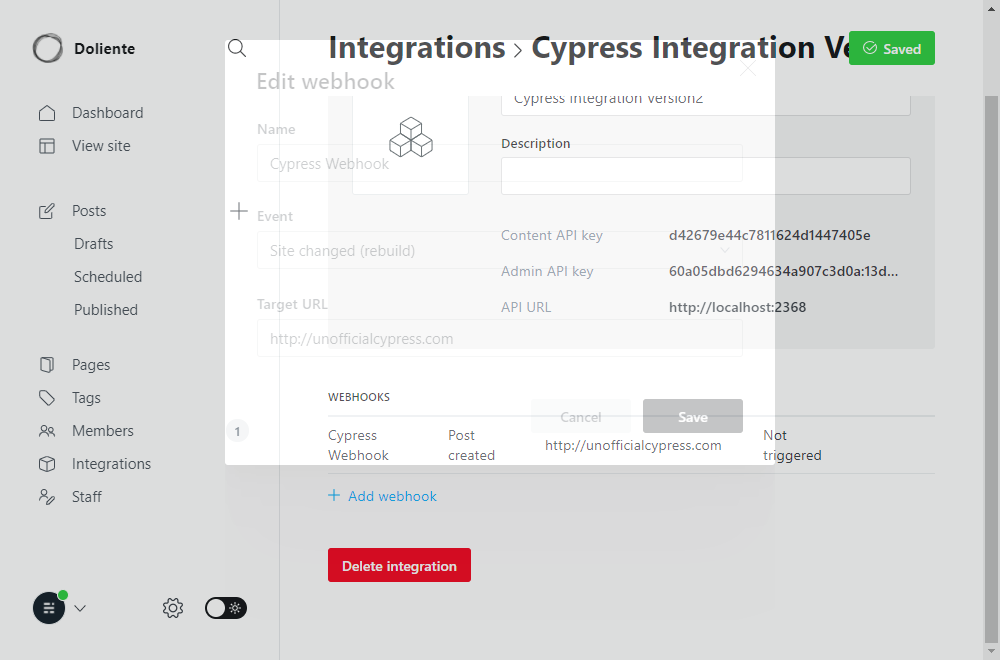 Doliente
Dashboard
View site
Posts
Drafts
Scheduled
Published
Pages
Tags
Members
1
Integrations
Staff
Integrations > Cypress Integration Ve
Saved
Cypress Integration Version2
Description
Content API key d42679e44c7811624d1447405e
Admin API key 60a05dbd6294634a907c3d0a:13d...
API URL http://localhost:2368
WEBHOOKS
Cypress Webhook
Post created
http://unofficialcypress.com
Not triggered
+ Add webhook
Delete integration
Edit webhook
Name
Cypress Webhook
Event
Site changed (rebuild)
Target URL
http://unofficialcypress.com
Cancel
Save